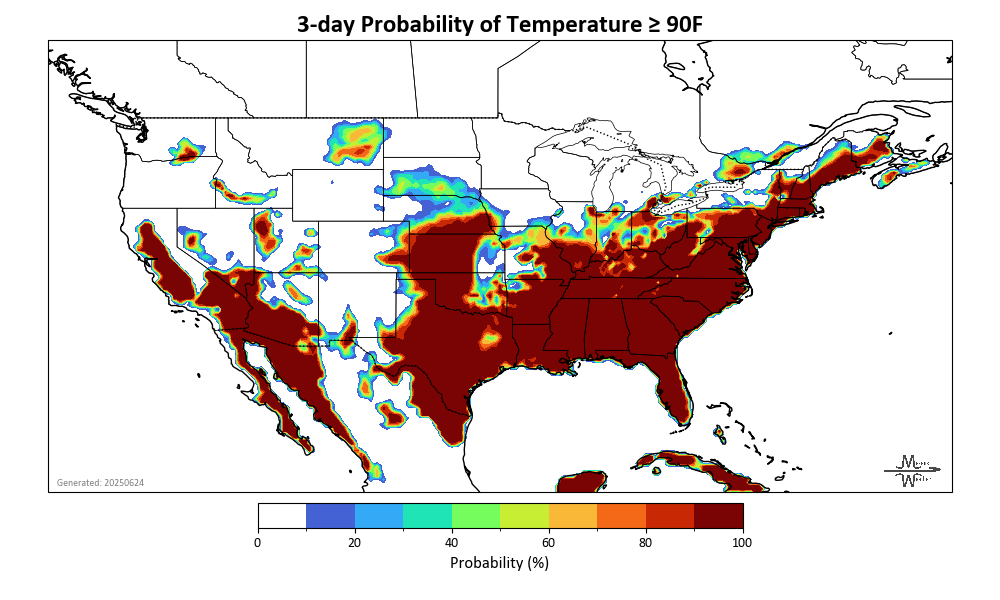 3-day Probability of Temperature ≥ 90F
Generated: 20250624
0 20 40 60 80 100
Probability (%)